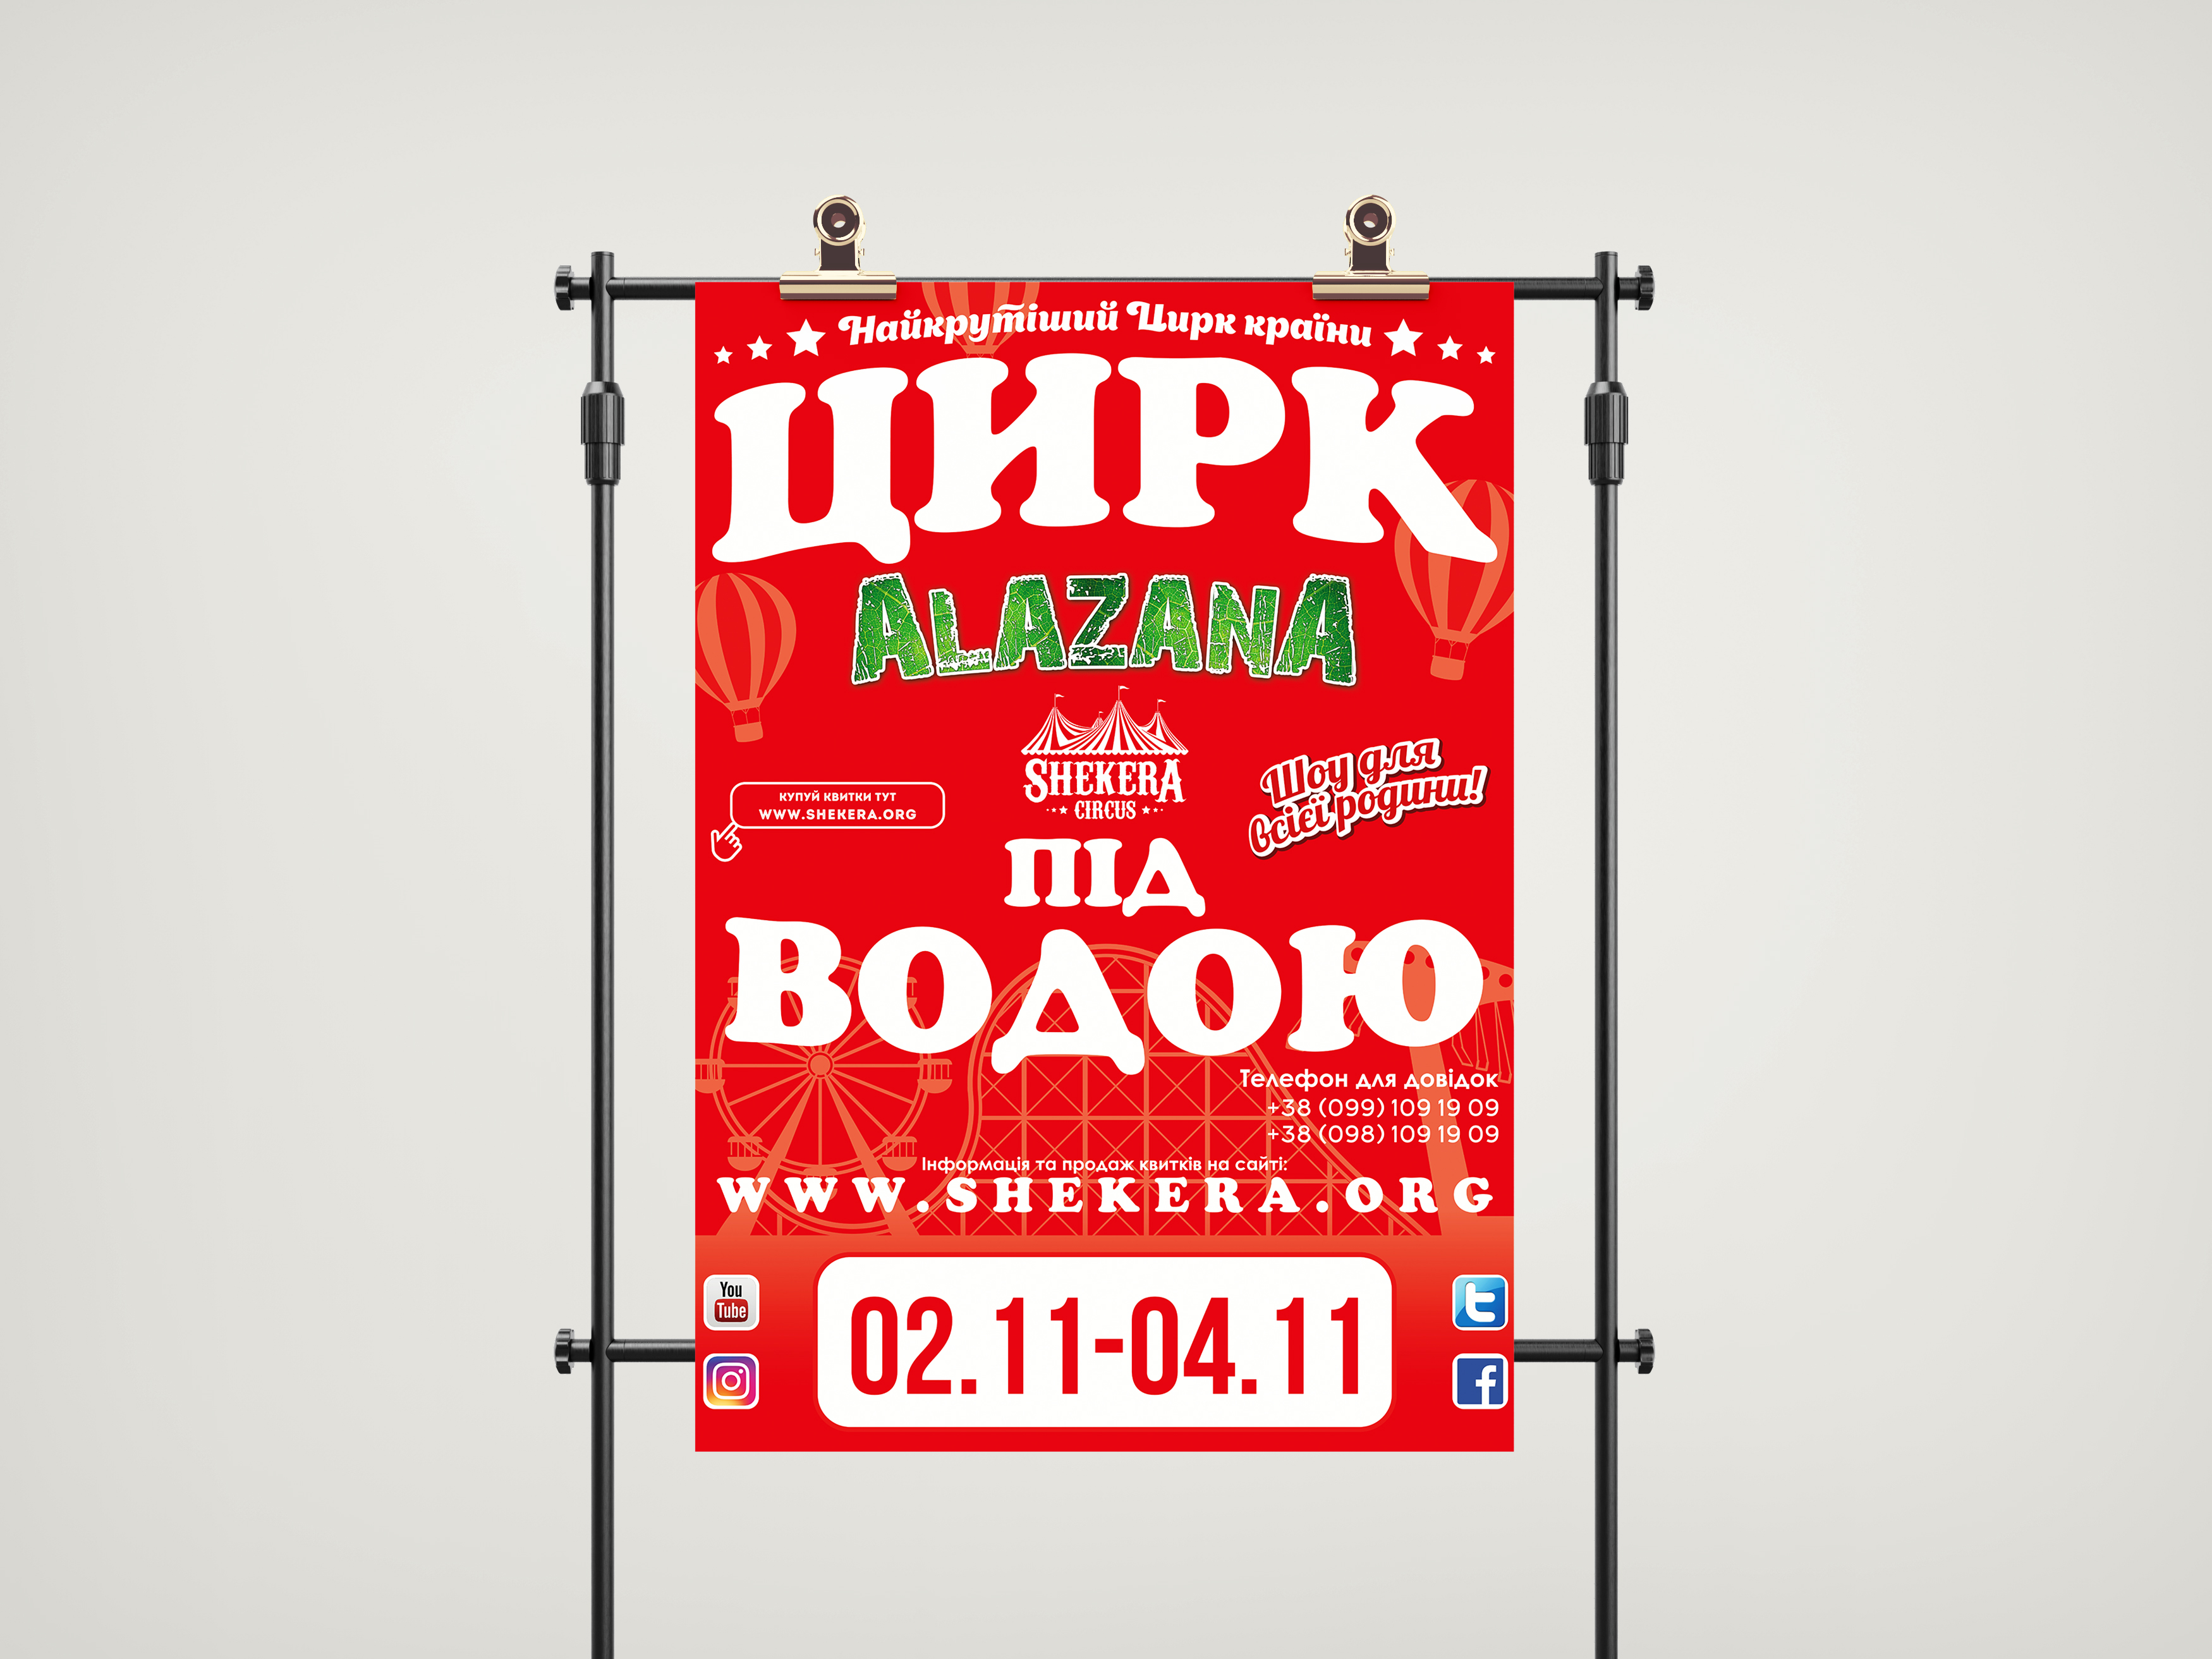 Найкрутіший Цирк країни
ЦИРК
ALAZANA
SHEKERA
CIRCUS
КУПУЙ КВИТКИ ТУТ
WWW.SHEKERA.ORG
Шоу для
всієї родини!
ПІД
ВОДОЮ
Телефон для довідок
+38 (099) 109 19 09
+38 (098) 109 19 09
Інформація та продаж квитків на сайті:
WWW.SHEKERA.ORG
You
Tube
02.11-04.11